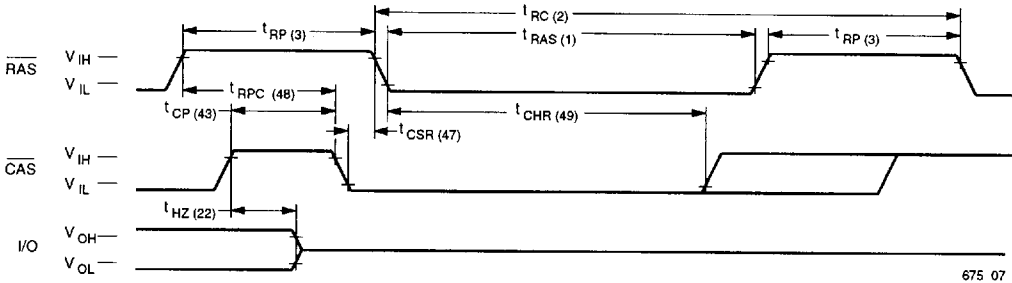 t RC (2)
t RP (3)
t RAS (1)
t RP (3)
RAS
V IH
V IL
t RPC (48)
t CP (43)
t CHR (49)
t CSR (47)
CAS
V IH
V IL
t HZ (22)
I/O
V OH
V OL
675 07